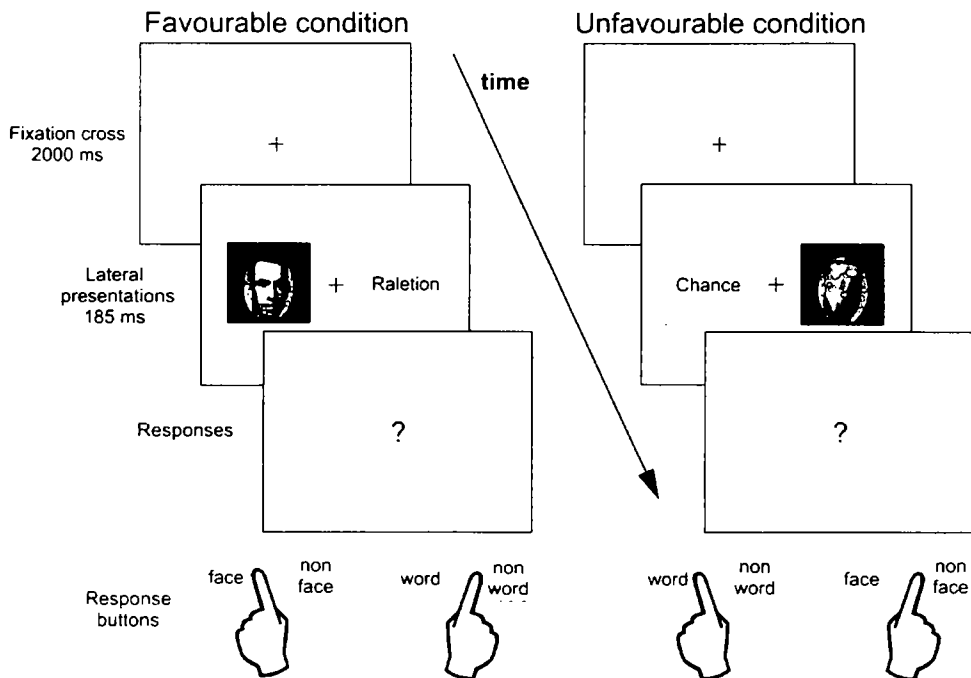 Favourable condition
Unfavourable condition
time
Fixation cross
2000 ms
+
+
Lateral
presentations
185 ms
+ Raletion
Chance +
Responses
?
?
Response
buttons
face
non
face
word
non
word
word
non
word
face
non
face